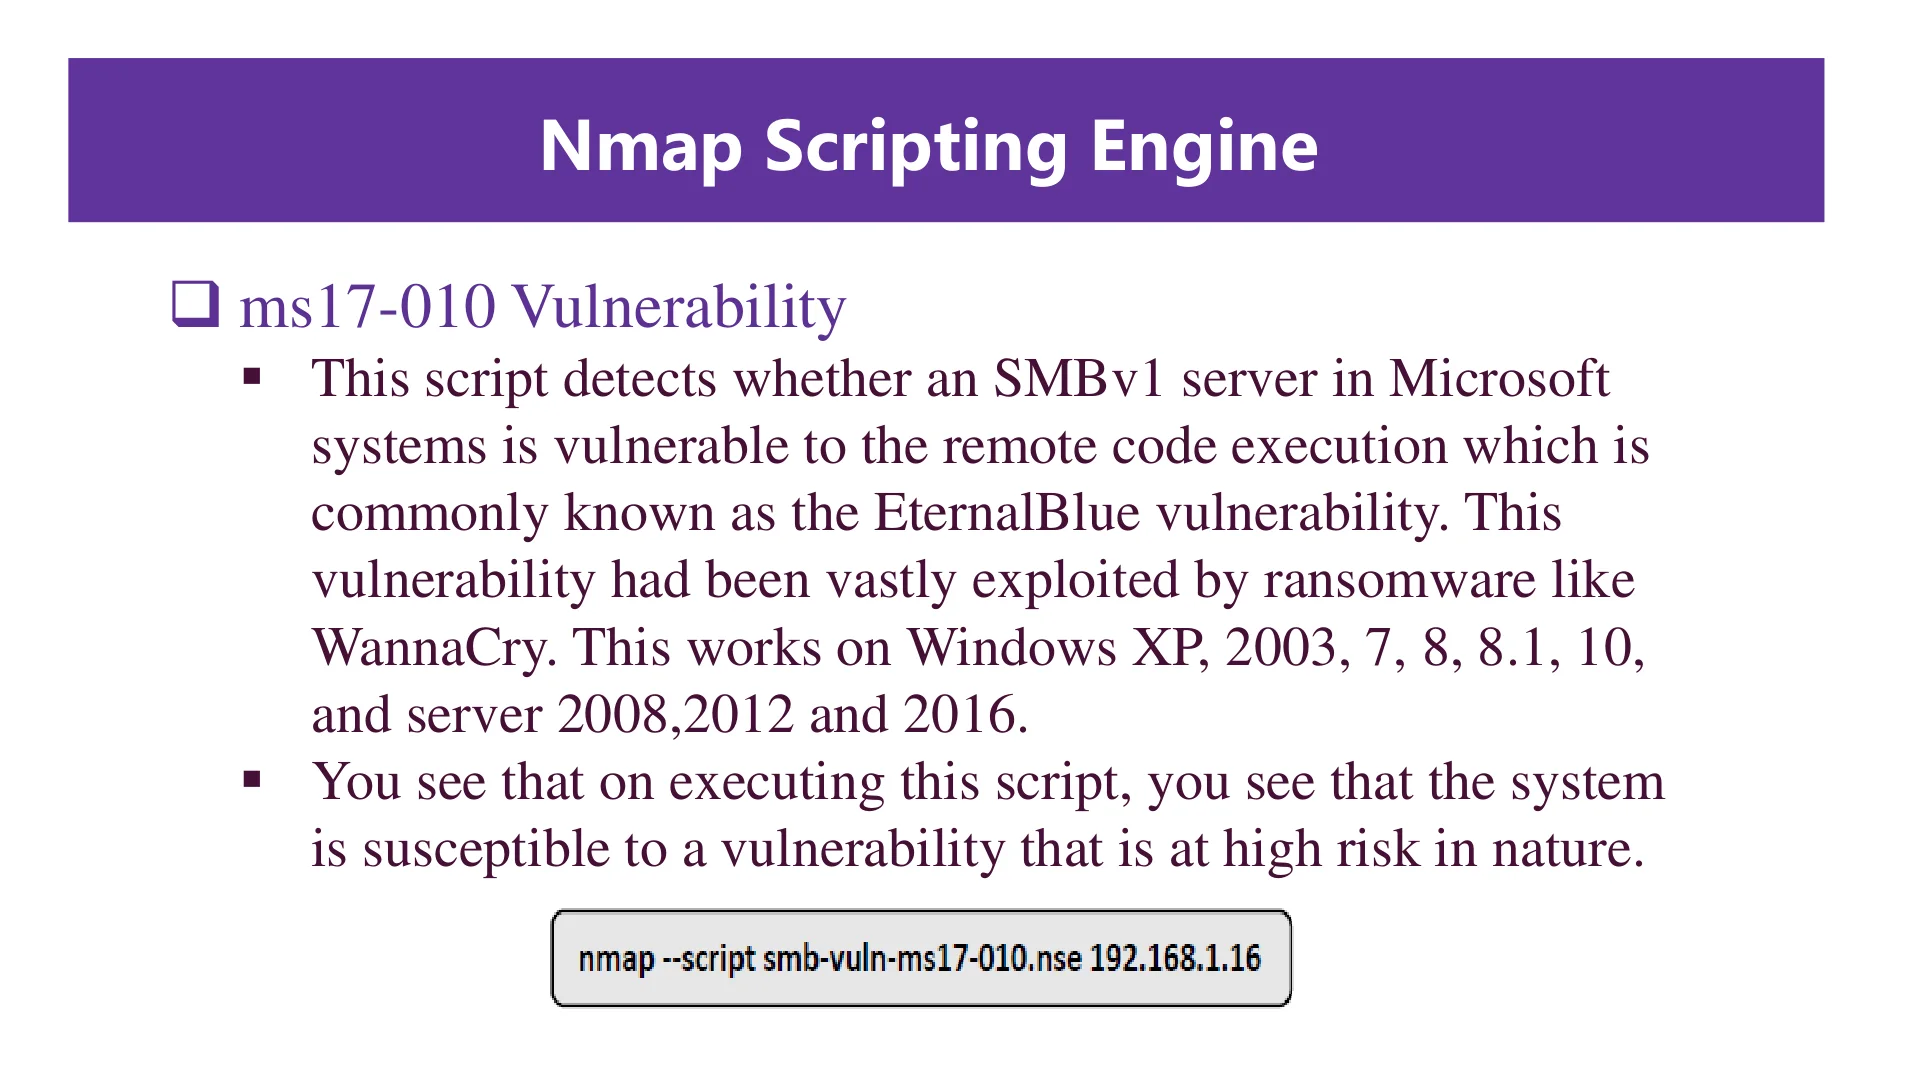 Nmap Scripting Engine
ms17-010 Vulnerability
This script detects whether an SMBv1 server in Microsoft
systems is vulnerable to the remote code execution which is
commonly known as the EternalBlue vulnerability. This
vulnerability had been vastly exploited by ransomware like
WannaCry. This works on Windows XP, 2003, 7, 8, 8.1, 10,
and server 2008,2012 and 2016.
You see that on executing this script, you see that the system
is susceptible to a vulnerability that is at high risk in nature.
nmap --script smb-vuln-ms17-010.nse 192.168.1.16